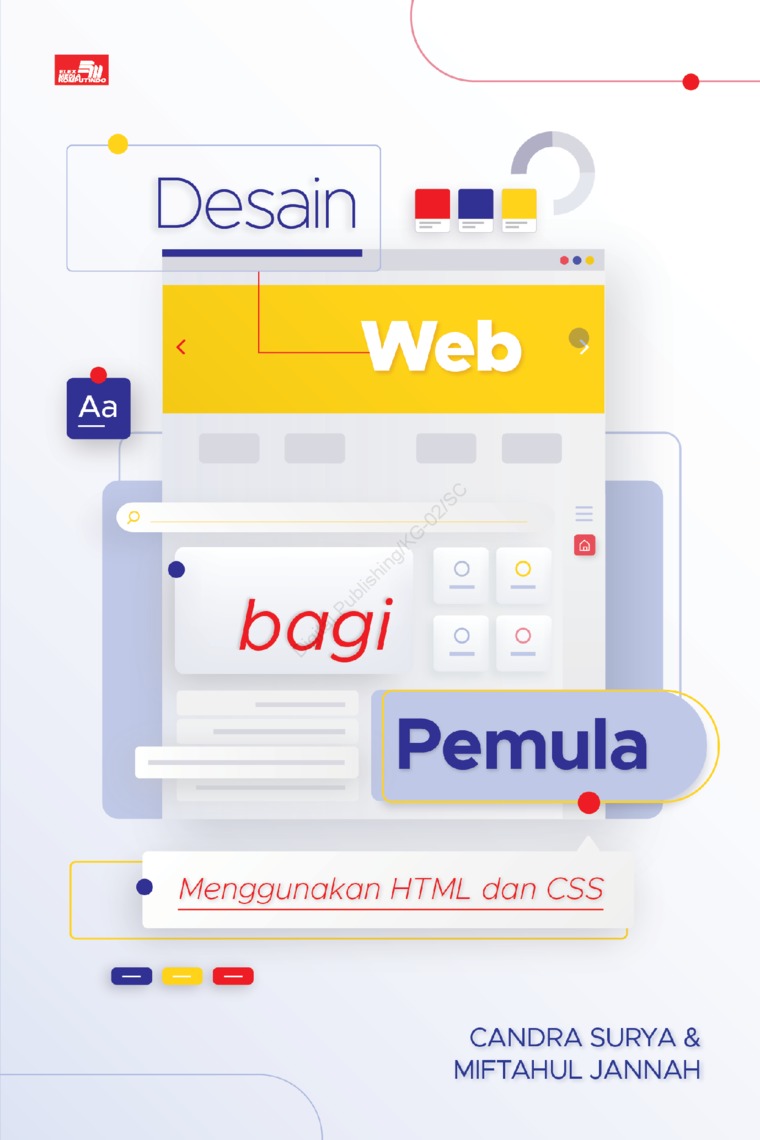 ELEX
MEDIA
KOMPUTINDO
Desain
Web
Aa
Digital Publishing/KG-02/SC
bagi
Pemula
Menggunakan HTML dan CSS
CANDRA SURYA &
MIFTAHUL JANNAH